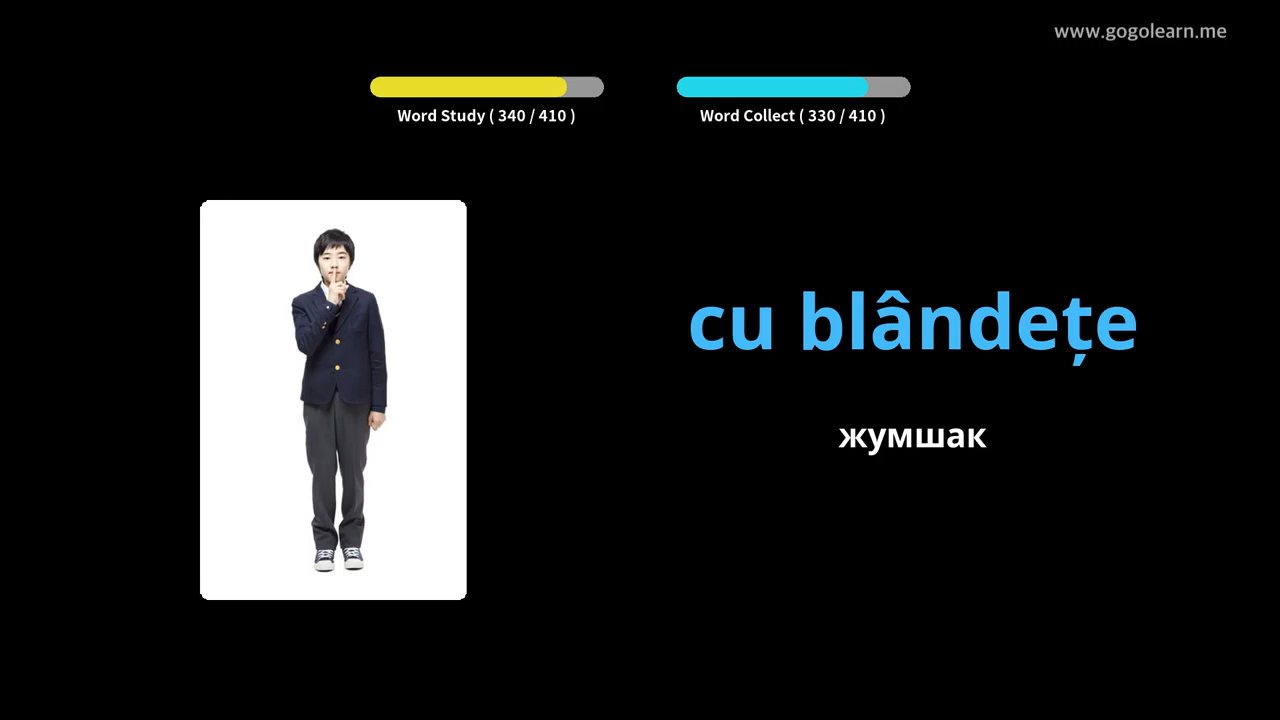 www.gogolearn.me
Word Study ( 340 / 410 )
Word Collect ( 330 / 410 )
cu blândețe
жумшак